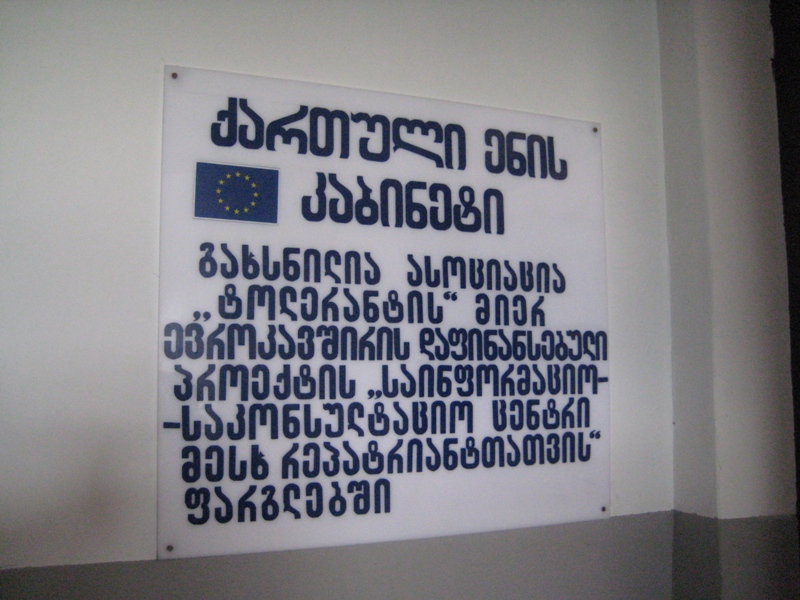 ქართული ენის
კაბინეტი
გახსნილია ასოციაცია
„ტოლერანტის“ მიერ
ევროკავშირის დაფინანსებული
პროექტის „საინფორმაციო-
-საკონსულტაციო ცენტრი
მესხ რეპატრიანტთათვის“
ფარგლებში